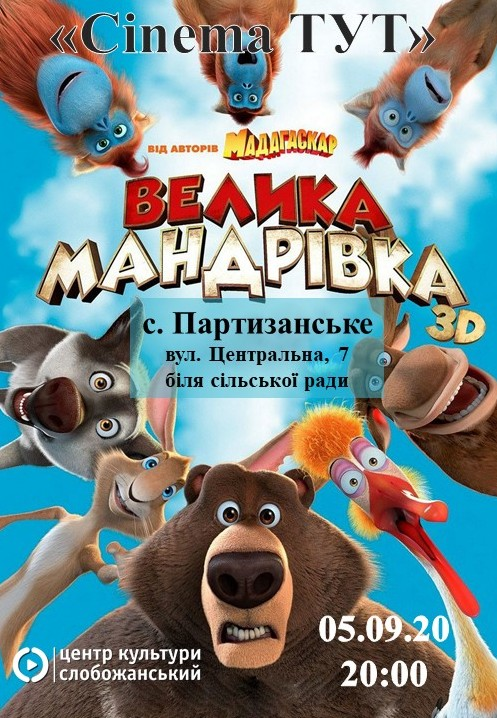 «Cinema ТУТ»
ВІД АВТОРІВ МАДАГАСКАР
ВЕЛИКА
МАНДРІВКА
3D
с. Партизанське
вул. Центральна, 7
біля сільської ради
05.09.20
20:00
центр культури
слобожанський